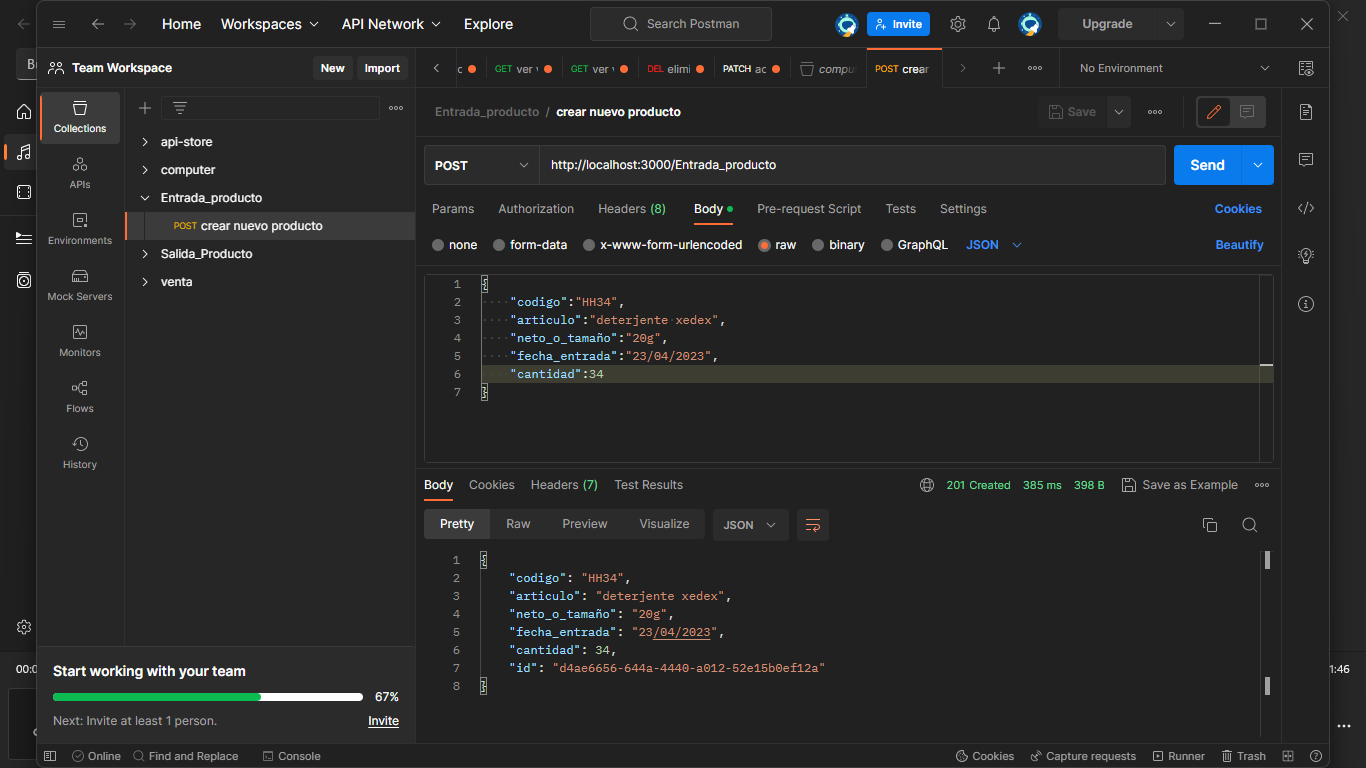 Home Workspaces API Network Explore Search Postman Invite Upgrade
Team Workspace New Import GET ver v GET ver v DEL elimi PATCH ac compu POST crear No Environment
Collections
APIs
Environments
Mock Servers
Monitors
Flows
History
api-store
computer
Entrada_producto
POST crear nuevo producto
Salida_Producto
venta
Start working with your team
67%
Next: Invite at least 1 person. Invite
Entrada_producto / crear nuevo producto Save
POST http://localhost:3000/Entrada_producto Send
Params Authorization Headers (8) Body Pre-request Script Tests Settings Cookies
none form-data x-www-form-urlencoded raw binary GraphQL JSON Beautify
1 {
2 "codigo":"HH34",
3 "articulo":"deterjente xedex",
4 "neto_o_tamaño":"20g",
5 "fecha_entrada":"23/04/2023",
6 "cantidad":34
7 }
Body Cookies Headers (7) Test Results 201 Created 385 ms 398 B Save as Example
Pretty Raw Preview Visualize JSON
1 {
2 "codigo": "HH34",
3 "articulo": "deterjente xedex",
4 "neto_o_tamaño": "20g",
5 "fecha_entrada": "23/04/2023",
6 "cantidad": 34,
7 "id": "d4ae6656-644a-4440-a012-52e15b0ef12a"
8 }
Online Find and Replace Console Cookies Capture requests Runner Trash